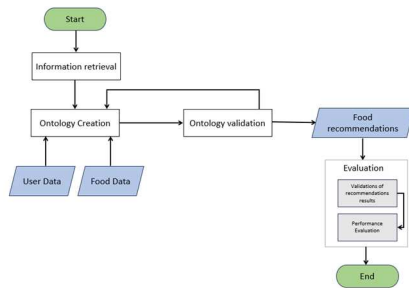 Start
Information retrieval
Ontology Creation
Ontology validation
Food
recommendations
User Data
Food Data
Evaluation
Validations of
recommendations
results
Performance
Evaluation
End